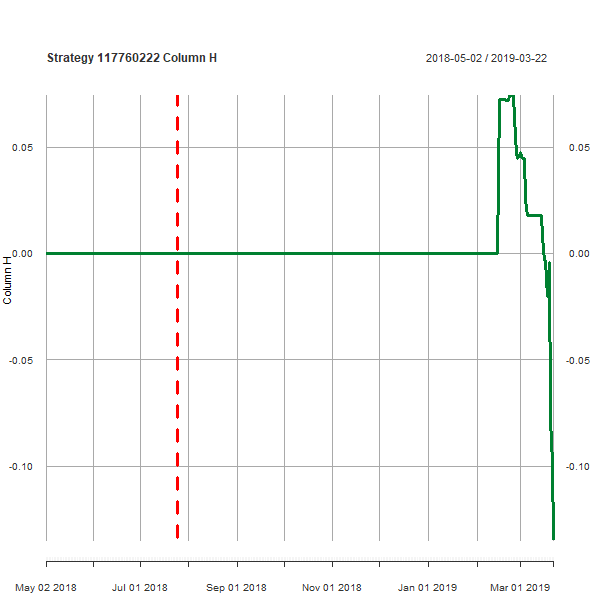 Strategy 117760222 Column H
2018-05-02 / 2019-03-22
0.05
0.05
0.00
0.00
Column H
-0.05
-0.05
-0.10
-0.10
May 02 2018
Jul 01 2018
Sep 01 2018
Nov 01 2018
Jan 01 2019
Mar 01 2019